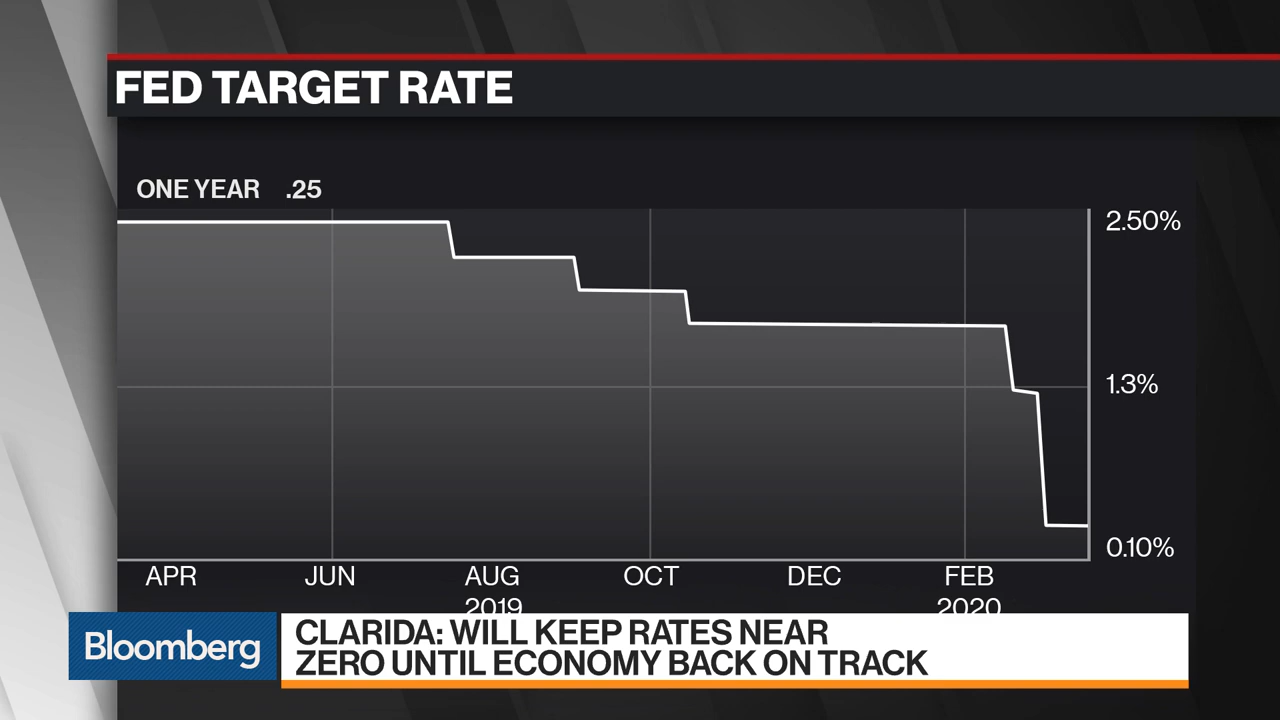 FED TARGET RATE
ONE YEAR .25
2.50%
1.3%
0.10%
APR JUN AUG OCT DEC FEB
2019 2020
Bloomberg
CLARIDA: WILL KEEP RATES NEAR
ZERO UNTIL ECONOMY BACK ON TRACK